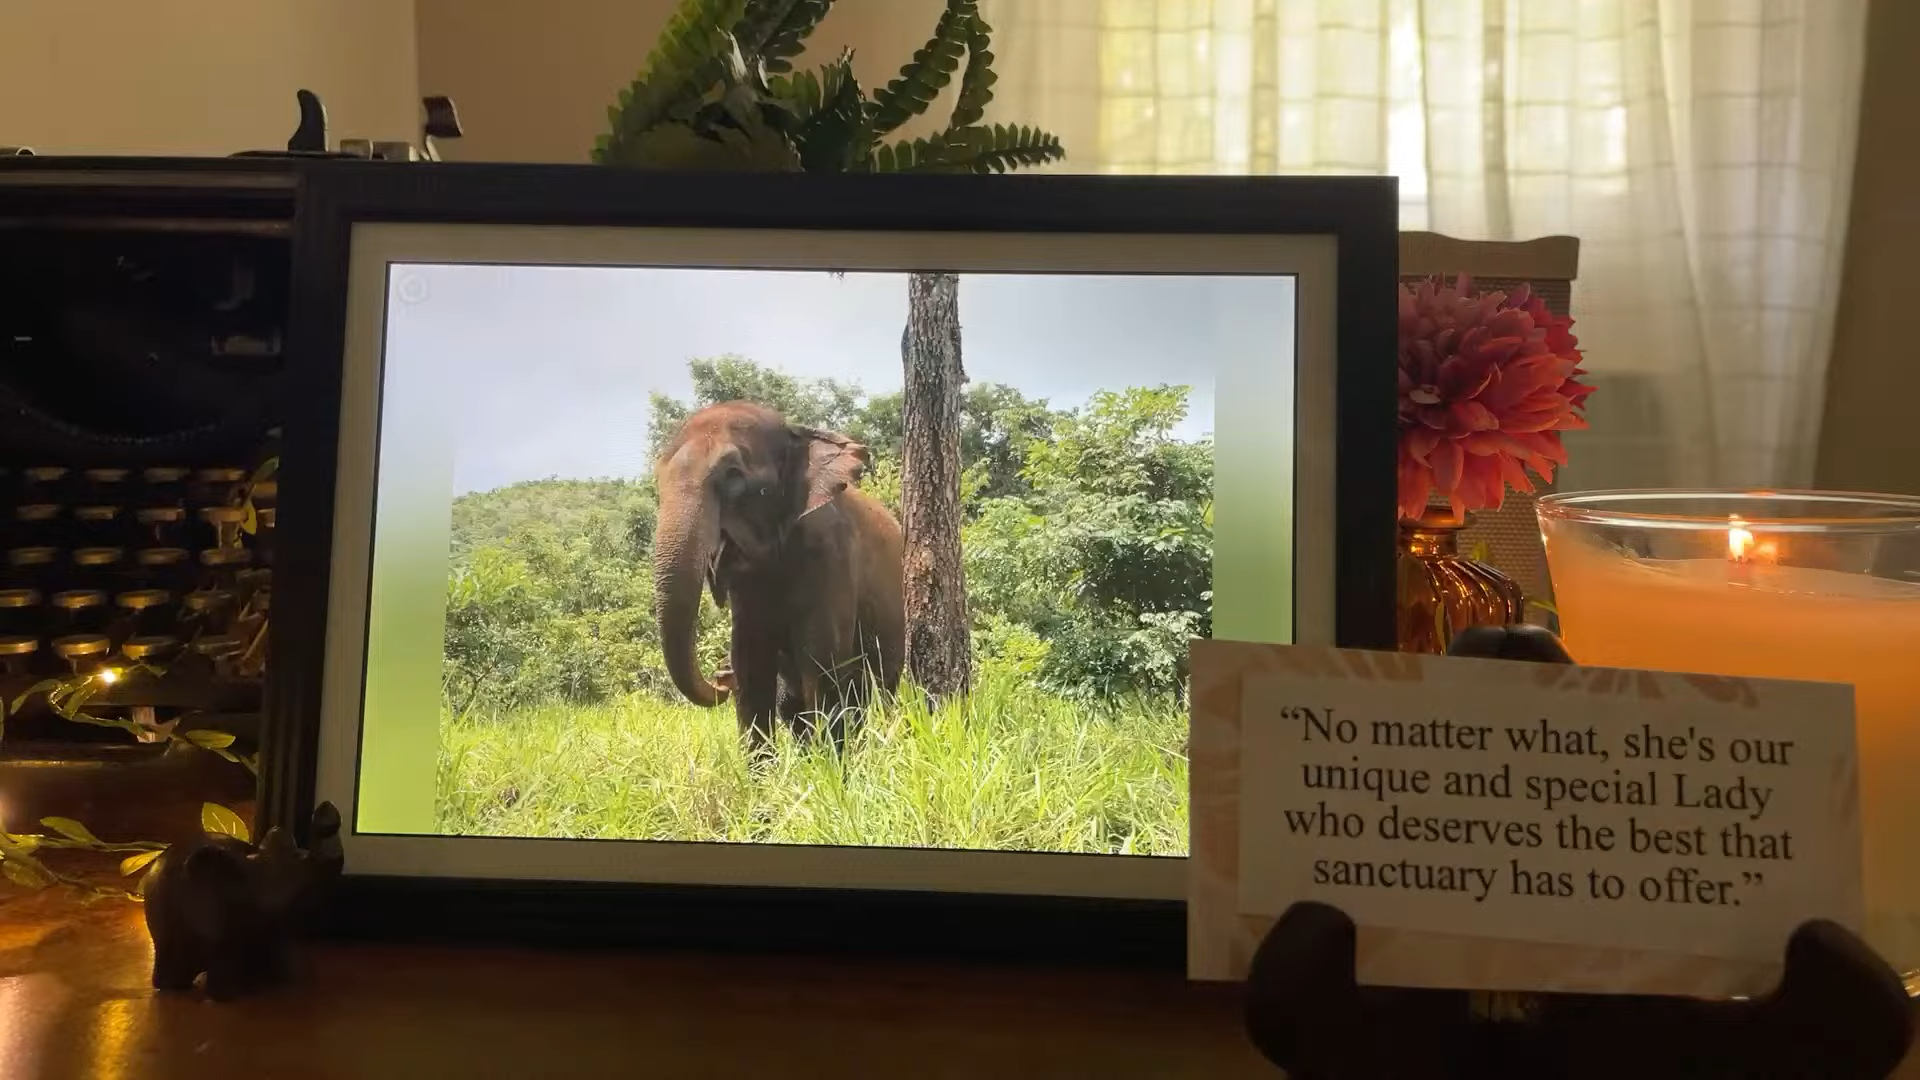 “No matter what, she's our
unique and special Lady
who deserves the best that
sanctuary has to offer.”